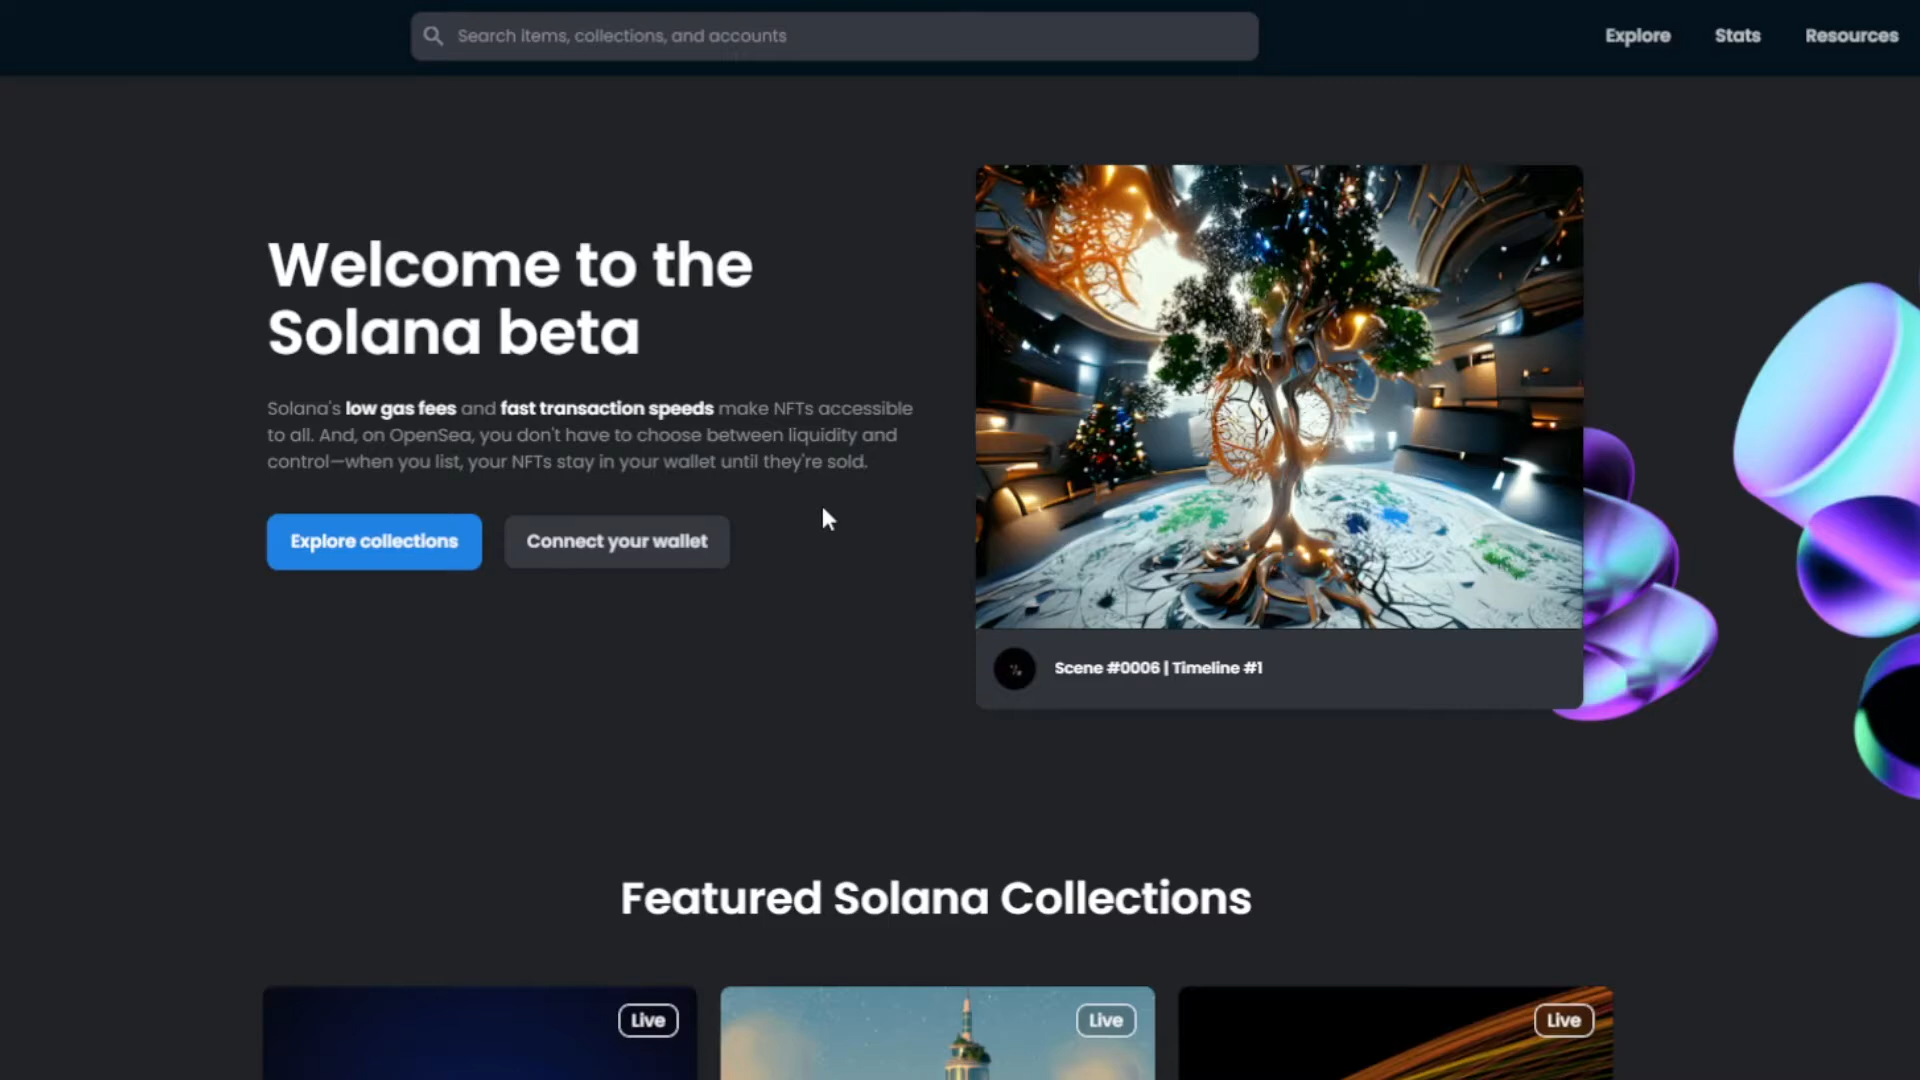 Search items, collections, and accounts
Explore
Stats
Resources
Welcome to the
Solana beta
Solana's low gas fees and fast transaction speeds make NFTs accessible
to all. And, on OpenSea, you don't have to choose between liquidity and
control—when you list, your NFTs stay in your wallet until they're sold.
Explore collections
Connect your wallet
Scene #0006 | Timeline #1
Featured Solana Collections
Live
Live
Live